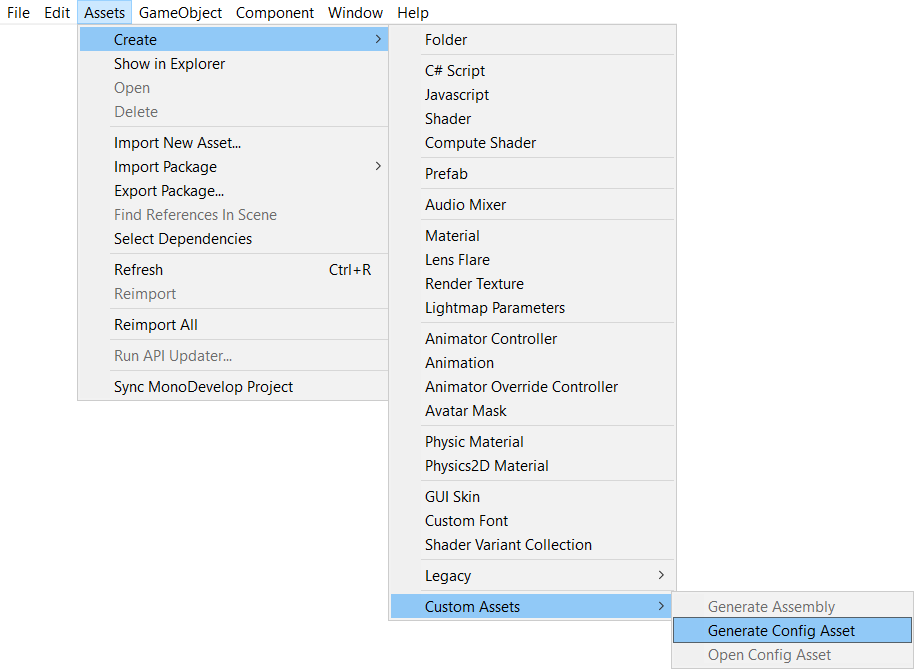 File Edit Assets GameObject Component Window Help
Create
Show in Explorer
Open
Delete
Import New Asset...
Import Package
Export Package...
Find References In Scene
Select Dependencies
Refresh Ctrl+R
Reimport
Reimport All
Run API Updater...
Sync MonoDevelop Project
Folder
C# Script
Javascript
Shader
Compute Shader
Prefab
Audio Mixer
Material
Lens Flare
Render Texture
Lightmap Parameters
Animator Controller
Animation
Animator Override Controller
Avatar Mask
Physic Material
Physics2D Material
GUI Skin
Custom Font
Shader Variant Collection
Legacy
Custom Assets
Generate Assembly
Generate Config Asset
Open Config Asset